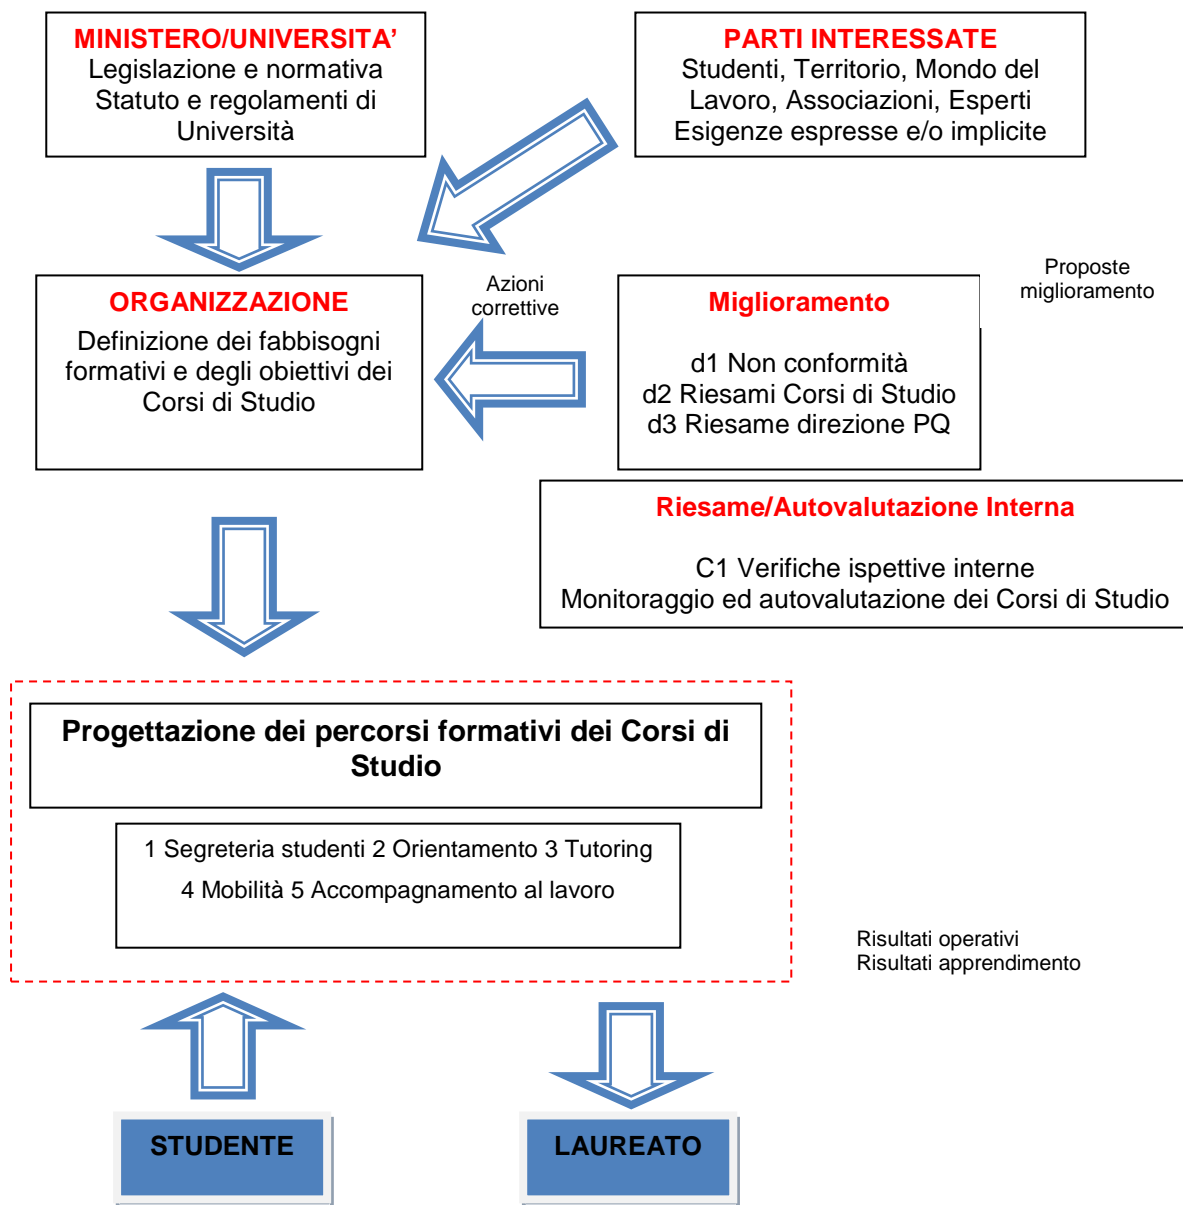 MINISTERO/UNIVERSITA’
Legislazione e normativa
Statuto e regolamenti di
Università
PARTI INTERESSATE
Studenti, Territorio, Mondo del
Lavoro, Associazioni, Esperti
Esigenze espresse e/o implicite
ORGANIZZAZIONE
Definizione dei fabbisogni
formativi e degli obiettivi dei
Corsi di Studio
Azioni
correttive
Miglioramento
d1 Non conformità
d2 Riesami Corsi di Studio
d3 Riesame direzione PQ
Proposte
miglioramento
Riesame/Autovalutazione Interna
C1 Verifiche ispettive interne
Monitoraggio ed autovalutazione dei Corsi di Studio
Progettazione dei percorsi formativi dei Corsi di
Studio
1 Segreteria studenti 2 Orientamento 3 Tutoring
4 Mobilità 5 Accompagnamento al lavoro
Risultati operativi
Risultati apprendimento
STUDENTE
LAUREATO